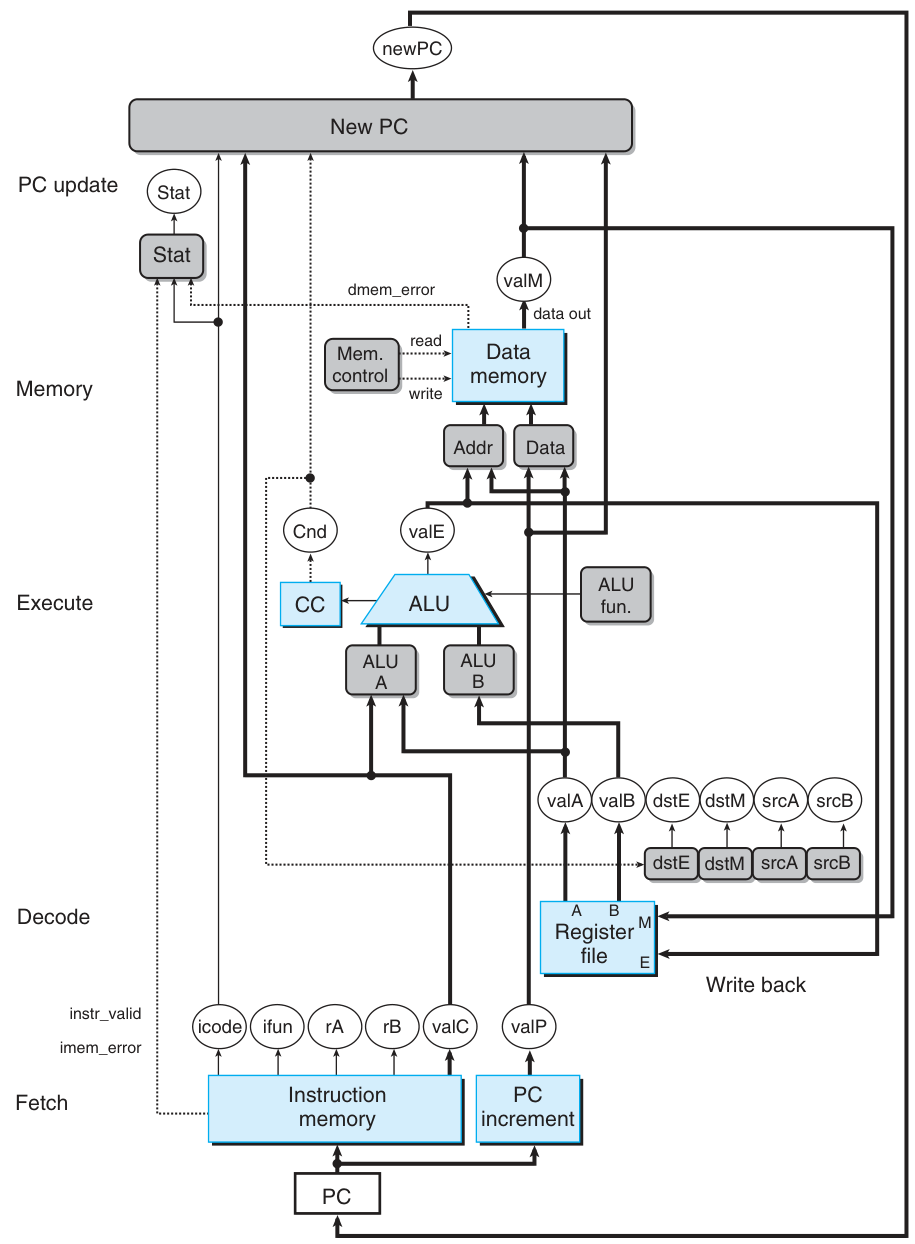 newPC
New PC
PC update
Stat
Stat
valM
dmem_error
data out
read
Mem.
control
write
Data
memory
Memory
Addr
Data
Cnd
valE
Execute
CC
ALU
ALU
fun.
ALU
A
ALU
B
valA
valB
dstE
dstM
srcA
srcB
dstE
dstM
srcA
srcB
Decode
A
B
M
Register
file
E
Write back
instr_valid
imem_error
icode
ifun
rA
rB
valC
valP
Fetch
Instruction
memory
PC
increment
PC